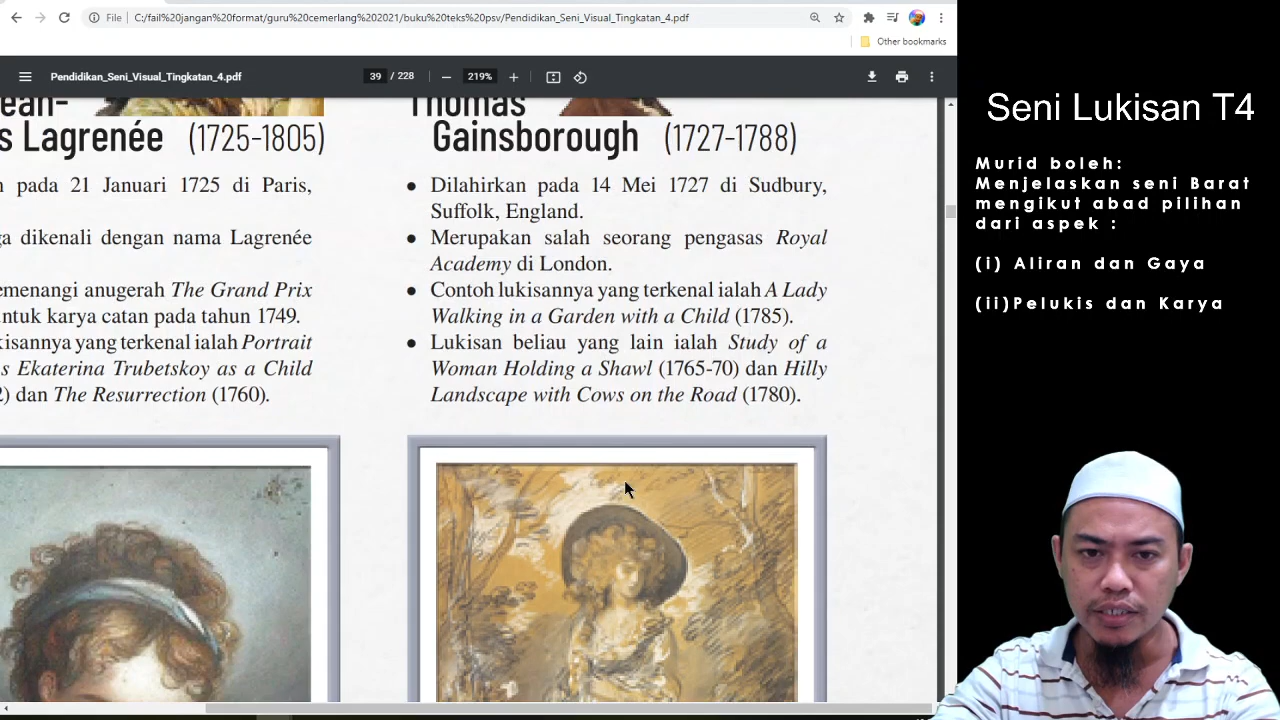 File
C:/fail%20jangan%20format/guru%20cemerlang%202021/buku%20teks%20psv/Pendidikan_Seni_Visual_Tingkatan_4.pdf
Other bookmarks
Pendidikan_Seni_Visual_Tingkatan_4.pdf
39 / 228
219%
s Lagrenée (1725-1805)
pada 21 Januari 1725 di Paris,
dikenali dengan nama Lagrenée
emenangi anugerah The Grand Prix
ntuk karya catan pada tahun 1749.
kisannya yang terkenal ialah Portrait
s Ekaterina Trubetskoy as a Child
2) dan The Resurrection (1760).
Thomas
Gainsborough (1727-1788)
• Dilahirkan pada 14 Mei 1727 di Sudbury,
Suffolk, England.
• Merupakan salah seorang pengasas Royal
Academy di London.
• Contoh lukisannya yang terkenal ialah A Lady
Walking in a Garden with a Child (1785).
• Lukisan beliau yang lain ialah Study of a
Woman Holding a Shawl (1765-70) dan Hilly
Landscape with Cows on the Road (1780).
Seni Lukisan T4
Murid boleh:
Menjelaskan seni Barat
mengikut abad pilihan
dari aspek :
(i) Aliran dan Gaya
(ii)Pelukis dan Karya